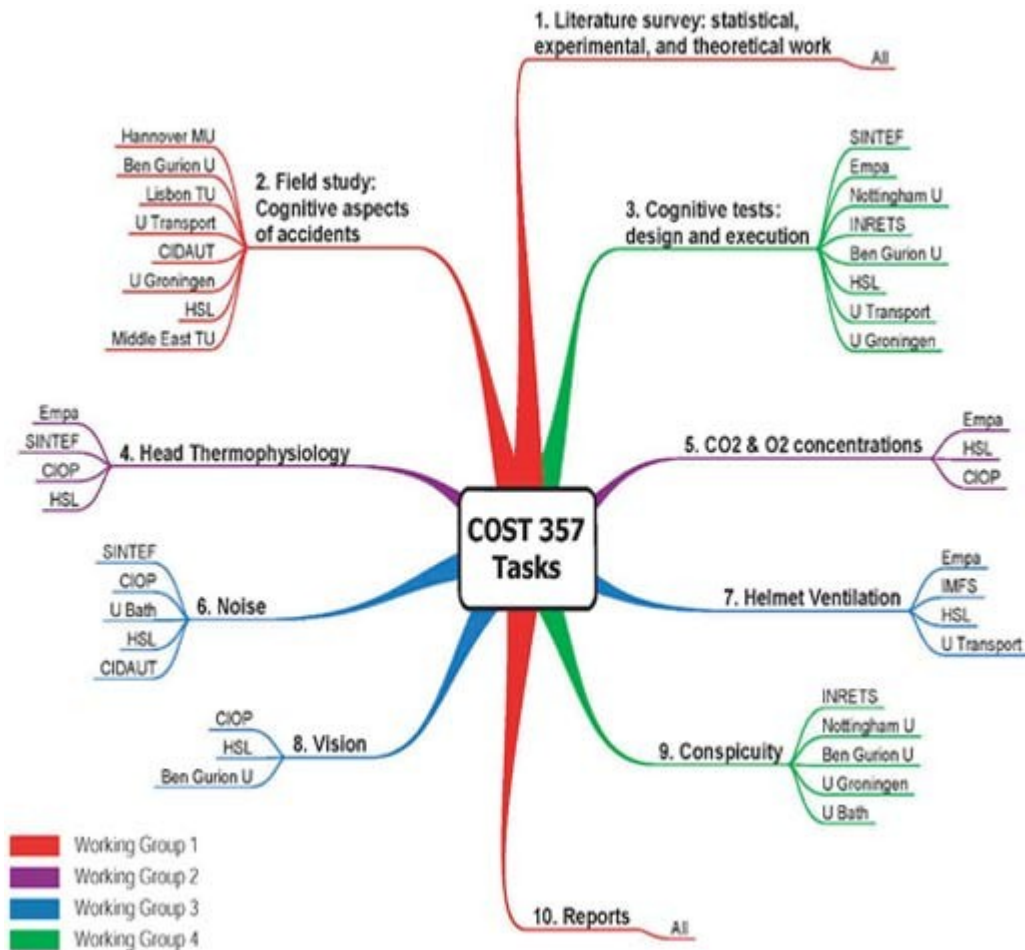 1. Literature survey: statistical,
experimental, and theoretical work
All
Hannover MU
Ben Gurion U
Lisbon TU
U Transport
CIDAUT
U Groningen
HSL
Middle East TU
2. Field study:
Cognitive aspects
of accidents
3. Cognitive tests:
design and execution
SINTEF
Empa
Nottingham U
INRETS
Ben Gurion U
HSL
U Transport
U Groningen
Empa
SINTEF
CIOP
HSL
4. Head Thermophysiology
5. CO2 & O2 concentrations
Empa
HSL
CIOP
COST 357
Tasks
SINTEF
CIOP
U Bath
HSL
CIDAUT
6. Noise
7. Helmet Ventilation
Empa
IMFS
HSL
U Transport
CIOP
HSL
Ben Gurion U
8. Vision
9. Conspicuity
INRETS
Nottingham U
Ben Gurion U
U Groningen
U Bath
10. Reports
All
Working Group 1
Working Group 2
Working Group 3
Working Group 4